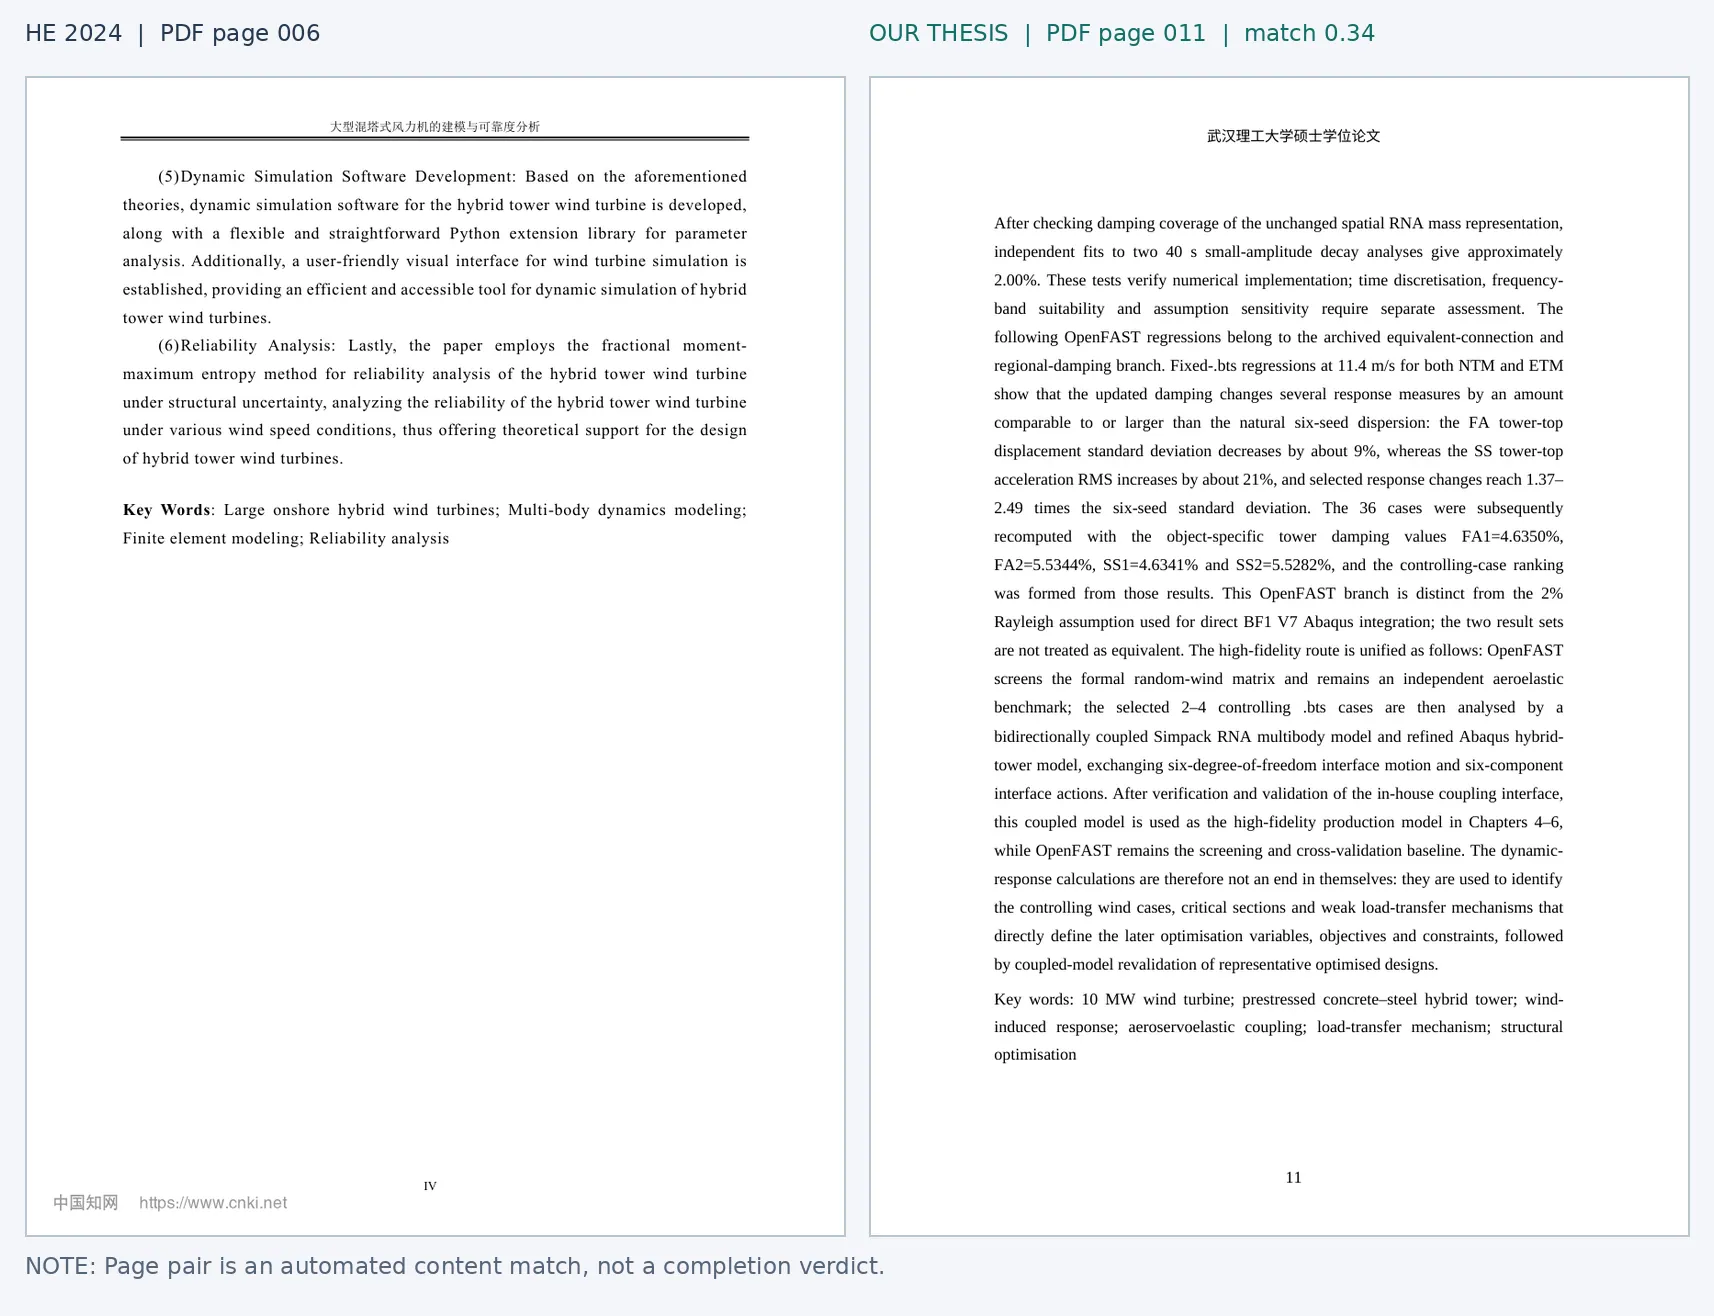 HE 2024 | PDF page 006
大型混塔式风力机的建模与可靠度分析
(5)Dynamic Simulation Software Development: Based on the aforementioned
theories, dynamic simulation software for the hybrid tower wind turbine is developed,
along with a flexible and straightforward Python extension library for parameter
analysis. Additionally, a user-friendly visual interface for wind turbine simulation is
established, providing an efficient and accessible tool for dynamic simulation of hybrid
tower wind turbines.
(6)Reliability Analysis: Lastly, the paper employs the fractional moment-
maximum entropy method for reliability analysis of the hybrid tower wind turbine
under structural uncertainty, analyzing the reliability of the hybrid tower wind turbine
under various wind speed conditions, thus offering theoretical support for the design
of hybrid tower wind turbines.
Key Words: Large onshore hybrid wind turbines; Multi-body dynamics modeling;
Finite element modeling; Reliability analysis
IV
中国知网 https://www.cnki.net
OUR THESIS | PDF page 011 | match 0.34
武汉理工大学硕士学位论文
After checking damping coverage of the unchanged spatial RNA mass representation,
independent fits to two 40 s small-amplitude decay analyses give approximately
2.00%. These tests verify numerical implementation; time discretisation, frequency-
band suitability and assumption sensitivity require separate assessment. The
following OpenFAST regressions belong to the archived equivalent-connection and
regional-damping branch. Fixed-.bts regressions at 11.4 m/s for both NTM and ETM
show that the updated damping changes several response measures by an amount
comparable to or larger than the natural six-seed dispersion: the FA tower-top
displacement standard deviation decreases by about 9%, whereas the SS tower-top
acceleration RMS increases by about 21%, and selected response changes reach 1.37–
2.49 times the six-seed standard deviation. The 36 cases were subsequently
recomputed with the object-specific tower damping values FA1=4.6350%,
FA2=5.5344%, SS1=4.6341% and SS2=5.5282%, and the controlling-case ranking
was formed from those results. This OpenFAST branch is distinct from the 2%
Rayleigh assumption used for direct BF1 V7 Abaqus integration; the two result sets
are not treated as equivalent. The high-fidelity route is unified as follows: OpenFAST
screens the formal random-wind matrix and remains an independent aeroelastic
benchmark; the selected 2–4 controlling .bts cases are then analysed by a
bidirectionally coupled Simpack RNA multibody model and refined Abaqus hybrid-
tower model, exchanging six-degree-of-freedom interface motion and six-component
interface actions. After verification and validation of the in-house coupling interface,
this coupled model is used as the high-fidelity production model in Chapters 4–6,
while OpenFAST remains the screening and cross-validation baseline. The dynamic-
response calculations are therefore not an end in themselves: they are used to identify
the controlling wind cases, critical sections and weak load-transfer mechanisms that
directly define the later optimisation variables, objectives and constraints, followed
by coupled-model revalidation of representative optimised designs.
Key words: 10 MW wind turbine; prestressed concrete–steel hybrid tower; wind-
induced response; aeroservoelastic coupling; load-transfer mechanism; structural
optimisation
11
NOTE: Page pair is an automated content match, not a completion verdict.